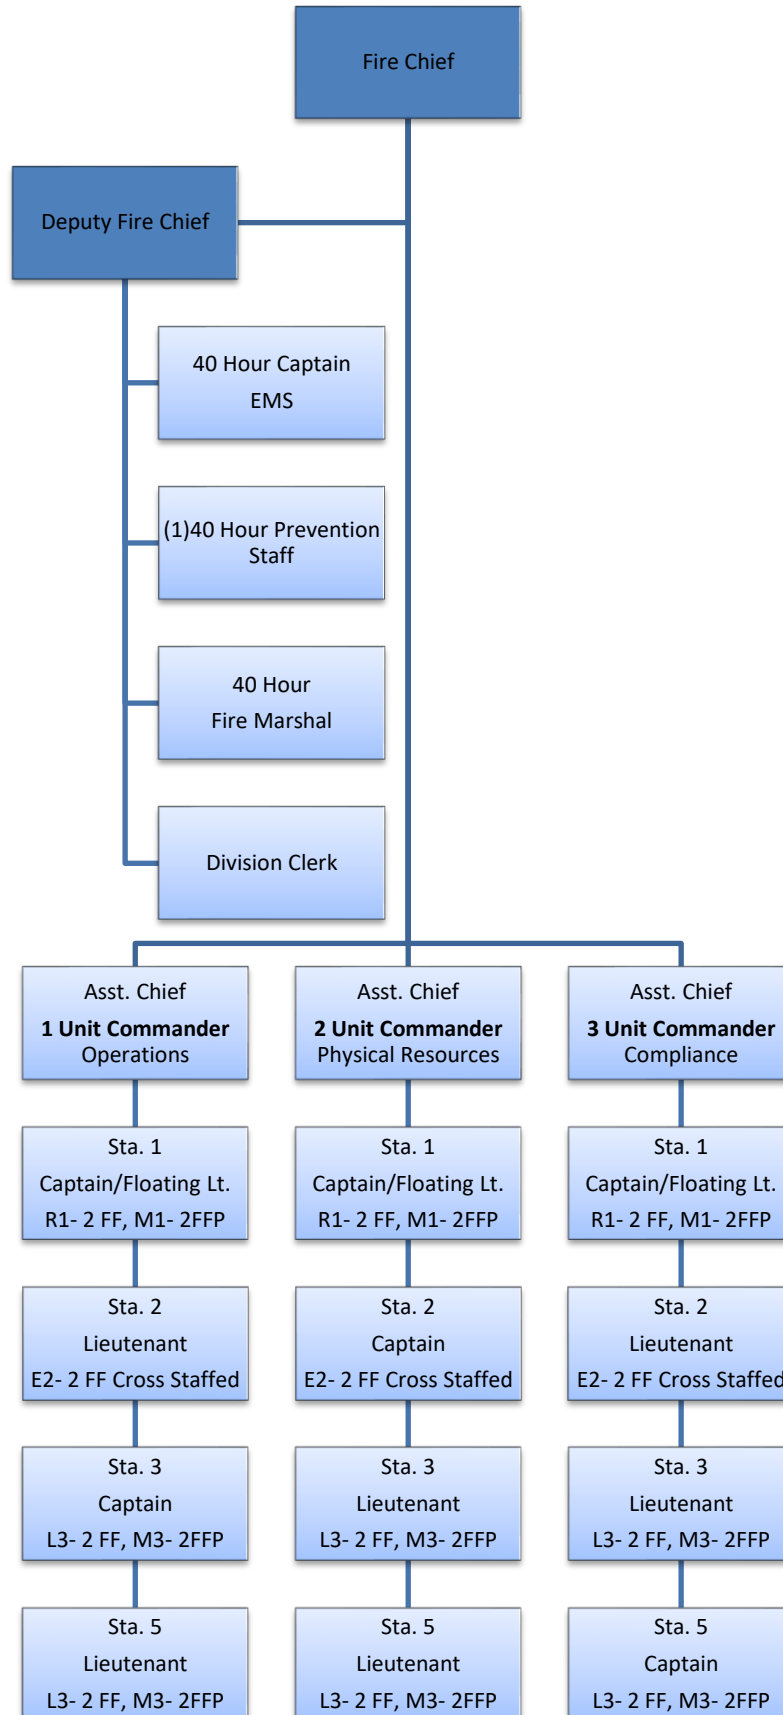 Fire Chief
Deputy Fire Chief
40 Hour Captain
EMS
(1)40 Hour Prevention
Staff
40 Hour
Fire Marshal
Division Clerk
Asst. Chief
1 Unit Commander
Operations
Sta. 1
Captain/Floating Lt.
R1- 2 FF, M1- 2FFP
Sta. 2
Lieutenant
E2- 2 FF Cross Staffed
Sta. 3
Captain
L3- 2 FF, M3- 2FFP
Sta. 5
Lieutenant
L3- 2 FF, M3- 2FFP
Asst. Chief
2 Unit Commander
Physical Resources
Sta. 1
Captain/Floating Lt.
R1- 2 FF, M1- 2FFP
Sta. 2
Captain
E2- 2 FF Cross Staffed
Sta. 3
Lieutenant
L3- 2 FF, M3- 2FFP
Sta. 5
Lieutenant
L3- 2 FF, M3- 2FFP
Asst. Chief
3 Unit Commander
Compliance
Sta. 1
Captain/Floating Lt.
R1- 2 FF, M1- 2FFP
Sta. 2
Lieutenant
E2- 2 FF Cross Staffed
Sta. 3
Lieutenant
L3- 2 FF, M3- 2FFP
Sta. 5
Captain
L3- 2 FF, M3- 2FFP